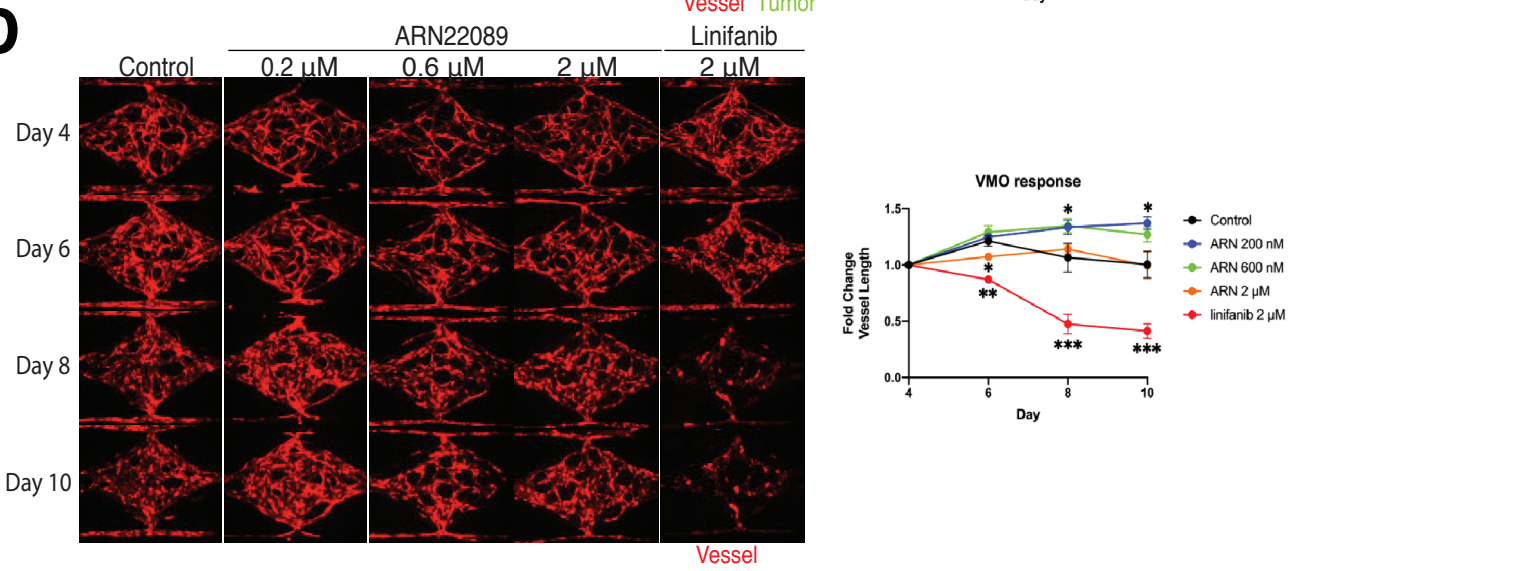 Vessel Tumor
ARN22089
Linifanib
Control
0.2 µM
0.6 µM
2 µM
2 µM
Day 4
Day 6
Day 8
Day 10
Vessel
VMO response
Fold Change
Vessel Length
1.5
1.0
0.5
0.0
4
6
8
10
Day
*
*
*
**
***
***
Control
ARN 200 nM
ARN 600 nM
ARN 2 µM
linifanib 2 µM